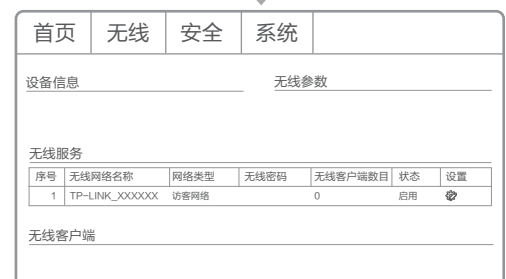 首页 无线 安全 系统
设备信息 无线参数
无线服务
序号 无线网络名称 网络类型 无线密码 无线客户端数目 状态 设置
1 TP-LINK_XXXXXX 访客网络 0 启用
无线客户端